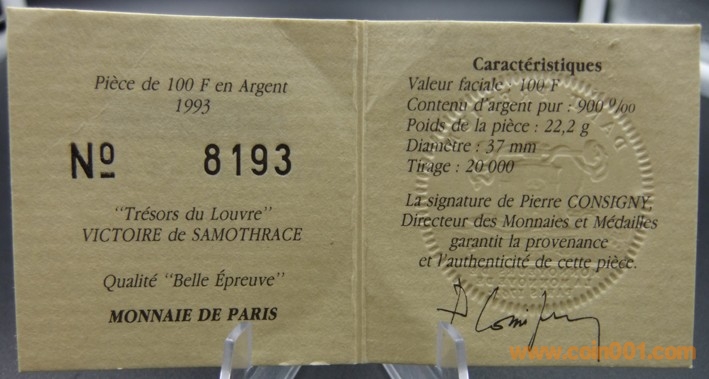 Pièce de 100 F en Argent
1993
Nº 8193
"Trésors du Louvre"
VICTOIRE de SAMOTHRACE
Qualité "Belle Épreuve"
MONNAIE DE PARIS
Caractéristiques
Valeur faciale : 100 F
Contenu d'argent pur : 900 ‰
Poids de la pièce : 22,2 g
Diamètre : 37 mm
Tirage : 20 000
La signature de Pierre CONSIGNY,
Directeur des Monnaies et Médailles
garantit la provenance
et l'authenticité de cette pièce.
www.coin001.com